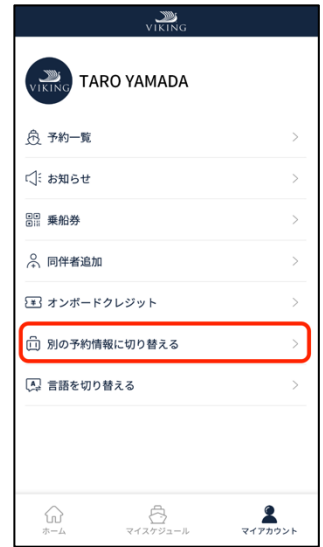 VIKING
VIKING
TARO YAMADA
予約一覧
お知らせ
乗船券
同伴者追加
オンボードクレジット
別の予約情報に切り替える
言語を切り替える
ホーム
マイスケジュール
マイアカウント